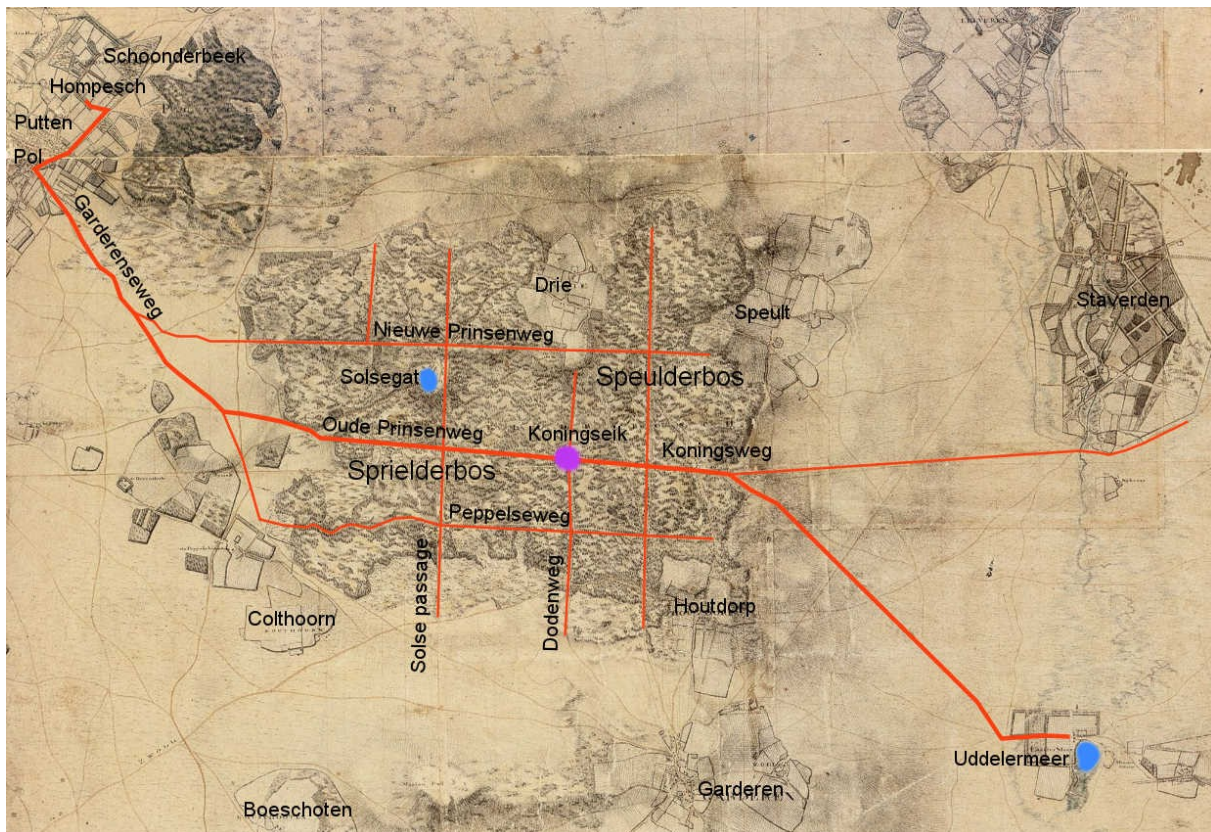 Schoonderbeek
Hompesch
Putten
Pol
Garderenseweg
Drie
Speult
Staverden
Nieuwe Prinsenweg
Solsegat
Speulderbos
Oude Prinsenweg
Koningseik
Koningsweg
Sprielderbos
Peppelseweg
Solse passage
Dodenweg
Houtdorp
Colthoorn
Uddelermeer
Garderen
Boeschoten